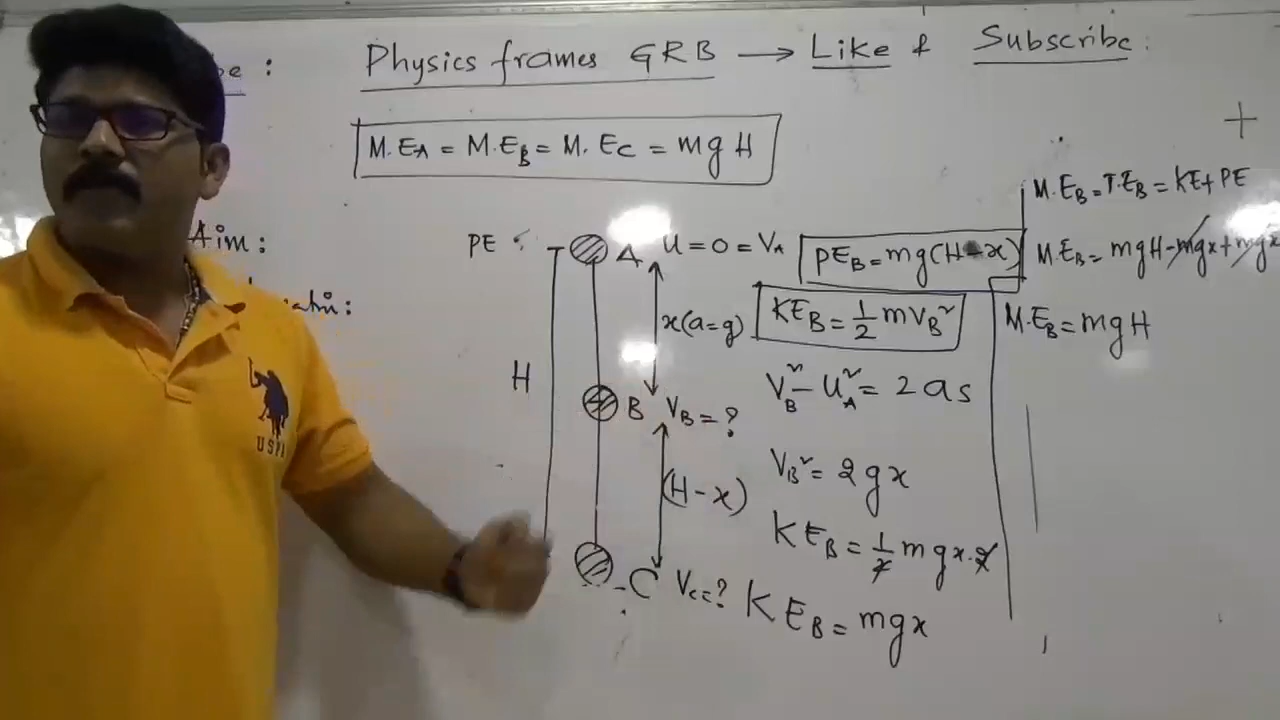 be : Physics frames GRB → Like & Subscribe :
M.E_A = M.E_B = M.E_C = mgH
Aim :
PE
A U = 0 = V_A
x(a=g)
H
B V_B = ?
(H-x)
C V_C = ?
PE_B = mg(H-x)
KE_B = 1/2 mV_B²
V_B² - U_A² = 2as
V_B² = 2gx
KE_B = 1/2 mgx.2
KE_B = mgx
M.E_B = T.E_B = KE + PE
M.E_B = mgH - mgx + mgx
M.E_B = mgH
+
USPA